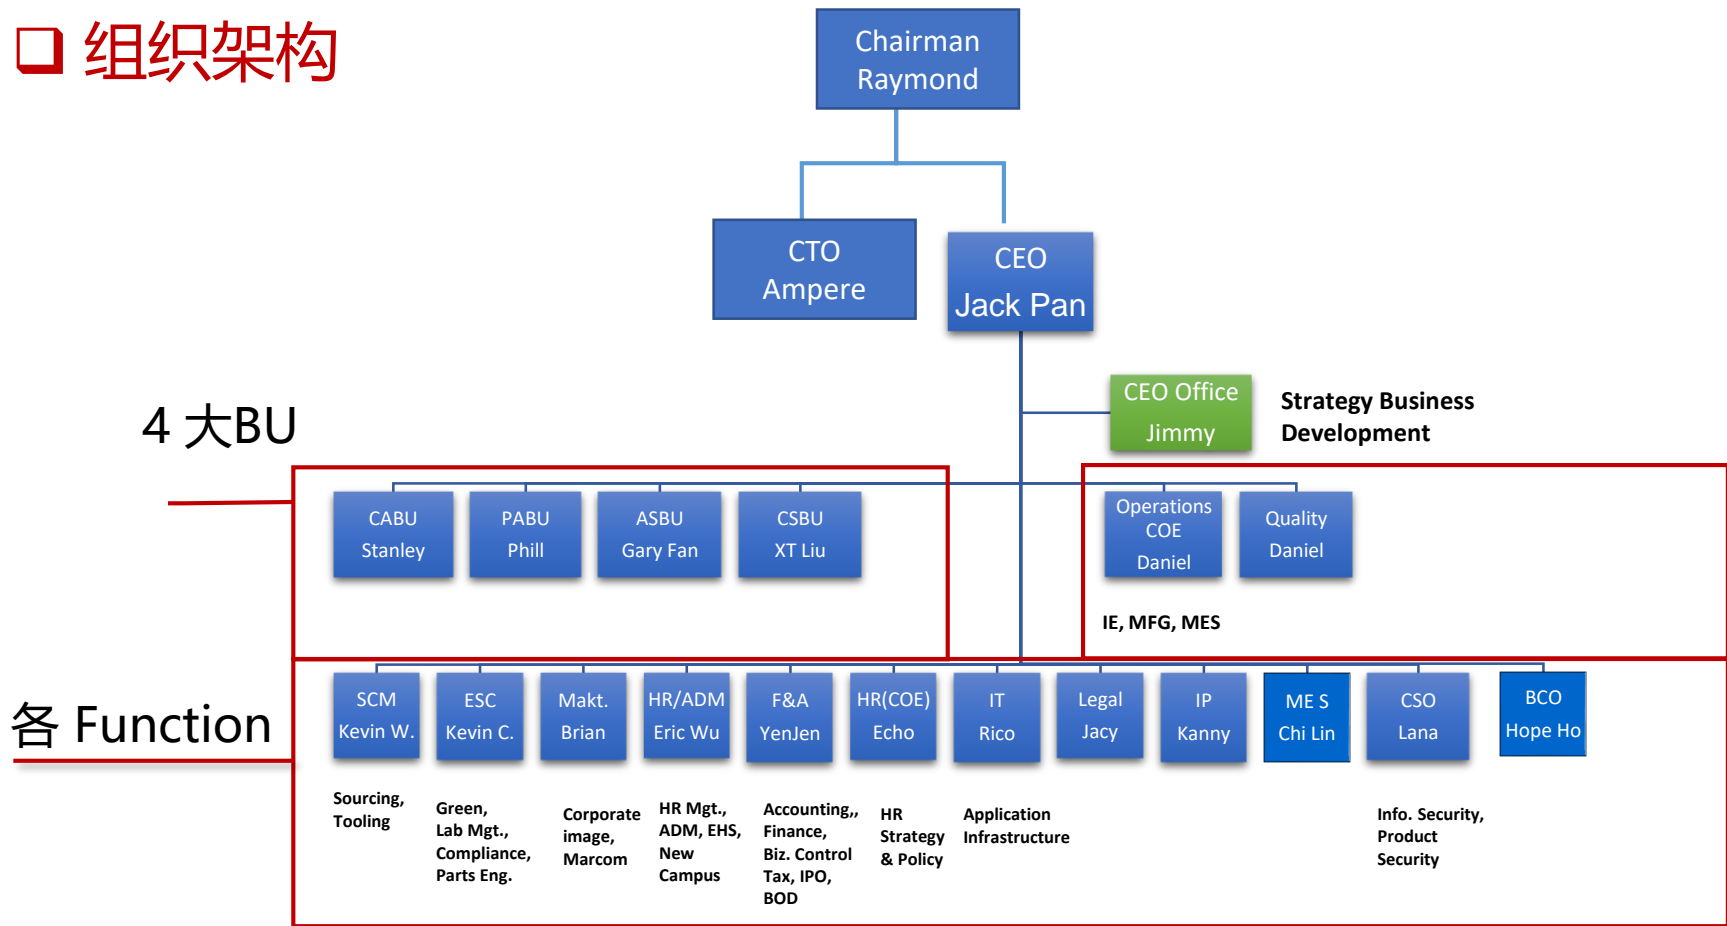 组织架构
Chairman
Raymond
CTO
Ampere
CEO
Jack Pan
CEO Office
Jimmy
Strategy Business
Development
4 大BU
CABU
Stanley
PABU
Phill
ASBU
Gary Fan
CSBU
XT Liu
Operations
COE
Daniel
Quality
Daniel
IE, MFG, MES
各 Function
SCM
Kevin W.
ESC
Kevin C.
Makt.
Brian
HR/ADM
Eric Wu
F&A
YenJen
HR(COE)
Echo
IT
Rico
Legal
Jacy
IP
Kanny
ME S
Chi Lin
CSO
Lana
BCO
Hope Ho
Sourcing,
Tooling
Green,
Lab Mgt.,
Compliance,
Parts Eng.
Corporate
image,
Marcom
HR Mgt.,
ADM, EHS,
New
Campus
Accounting,,
Finance,
Biz. Control
Tax, IPO,
BOD
HR
Strategy
& Policy
Application
Infrastructure
Info. Security,
Product
Security